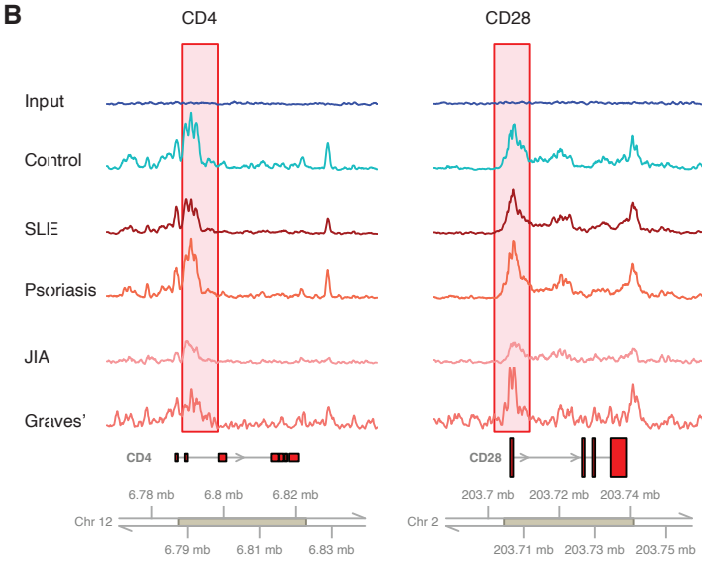 B
CD4 CD28
Input
Control
SLE
Psoriasis
JIA
Graves’
CD4 CD28
6.78 mb 6.8 mb 6.82 mb 203.7 mb 203.72 mb 203.74 mb
Chr 12 Chr 2
6.79 mb 6.81 mb 6.83 mb 203.71 mb 203.73 mb 203.75 mb